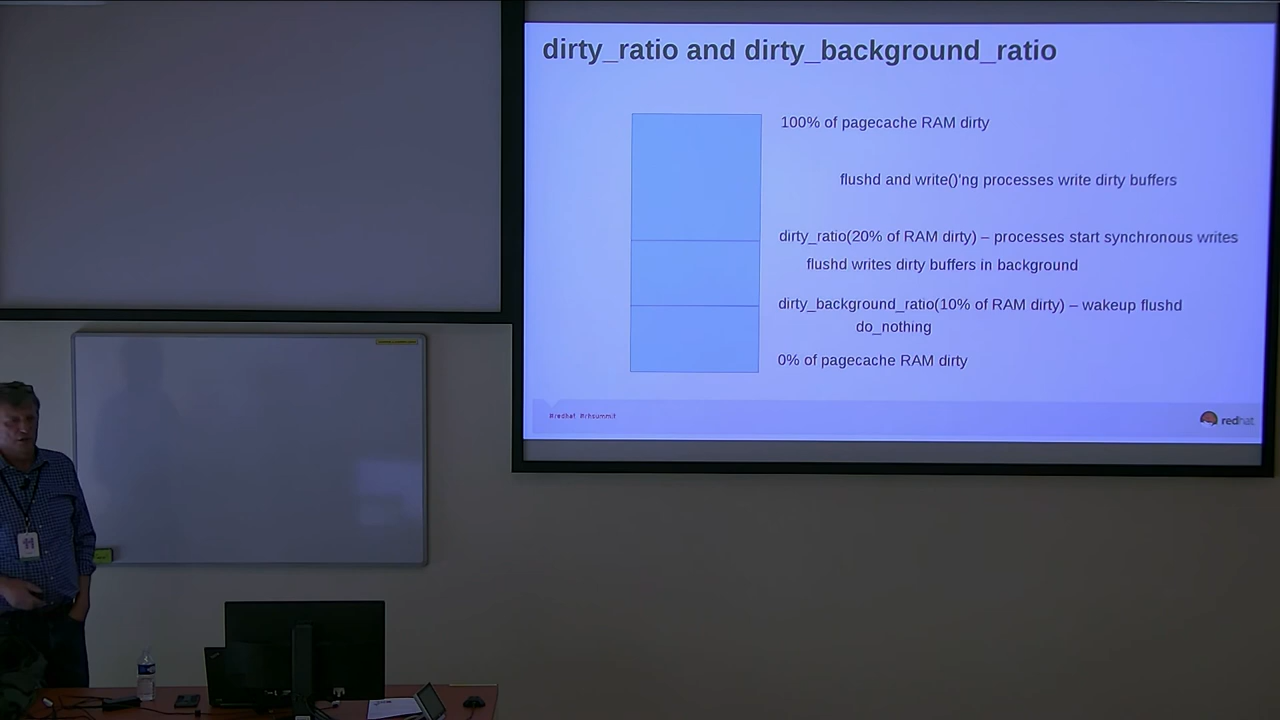 dirty_ratio and dirty_background_ratio
100% of pagecache RAM dirty
flushd and write()'ng processes write dirty buffers
dirty_ratio(20% of RAM dirty) – processes start synchronous writes
flushd writes dirty buffers in background
dirty_background_ratio(10% of RAM dirty) – wakeup flushd
do_nothing
0% of pagecache RAM dirty
#redhat #rhsummit
redhat